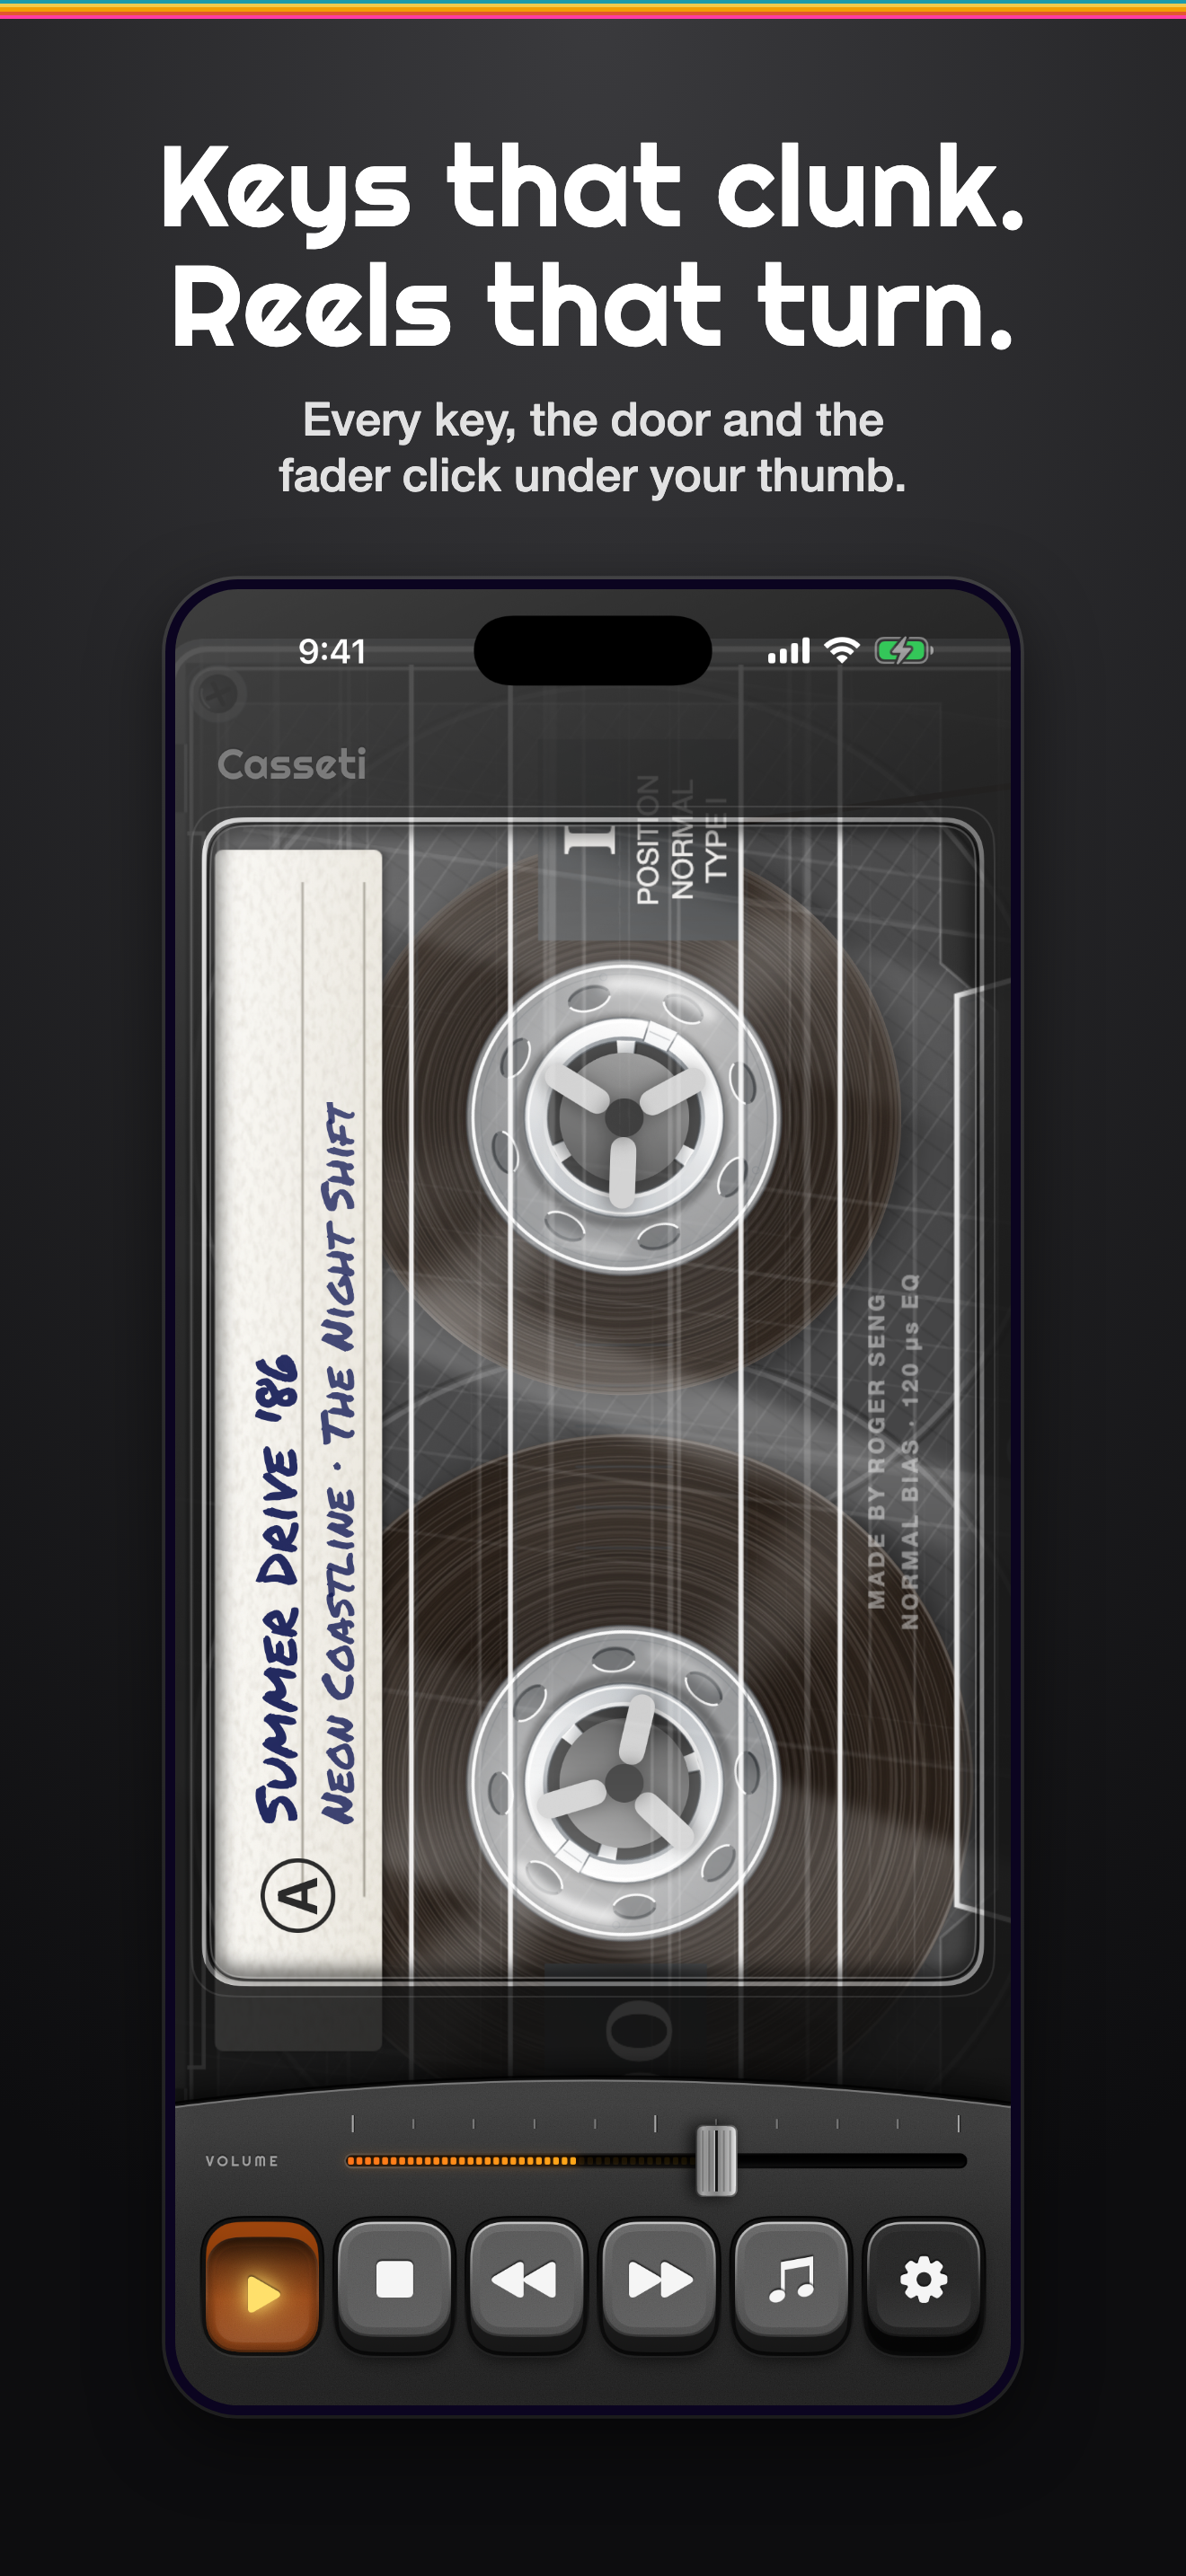 Keys that clunk.
Reels that turn.
Every key, the door and the
fader click under your thumb.
9:41
Casseti
I
POSITION
NORMAL
TYPE I
SUMMER DRIVE '86
NEON COASTLINE · THE NIGHT SHIFT
A
MADE BY ROGER SENG
NORMAL BIAS · 120 µs EQ
VOLUME